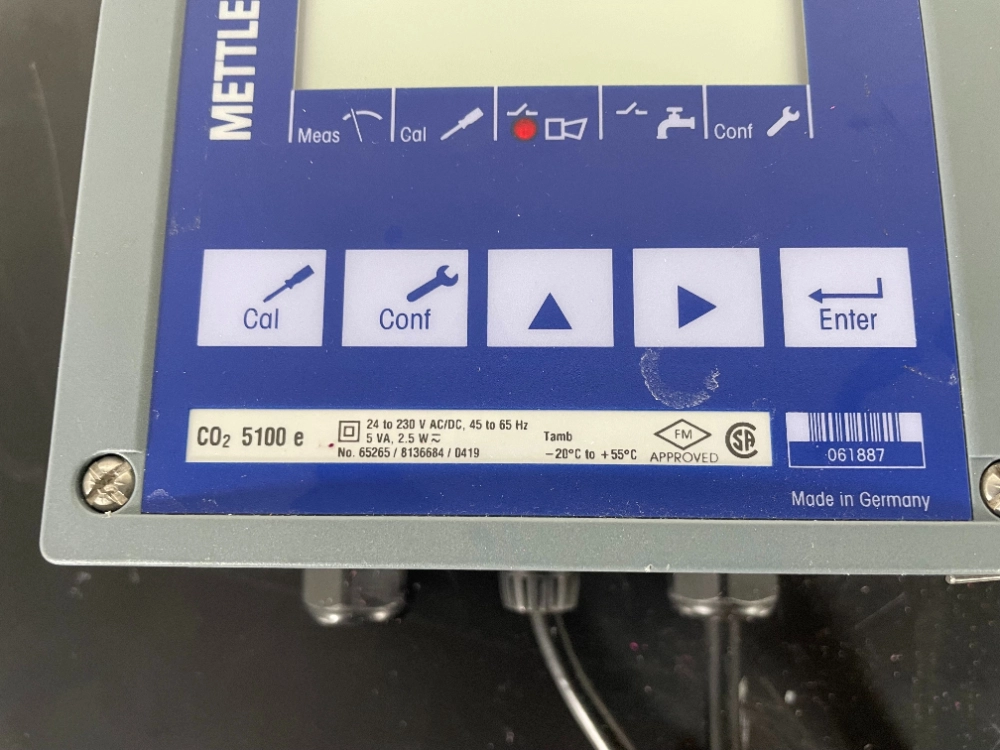 METTLE
Meas
Cal
Conf
Cal
Conf
Enter
CO₂ 5100 e
24 to 230 V AC/DC, 45 to 65 Hz
5 VA, 2.5 W
No. 65265 / 8136684 / 0419
Tamb
–20°C to +55°C
FM
APPROVED
SA
061887
Made in Germany